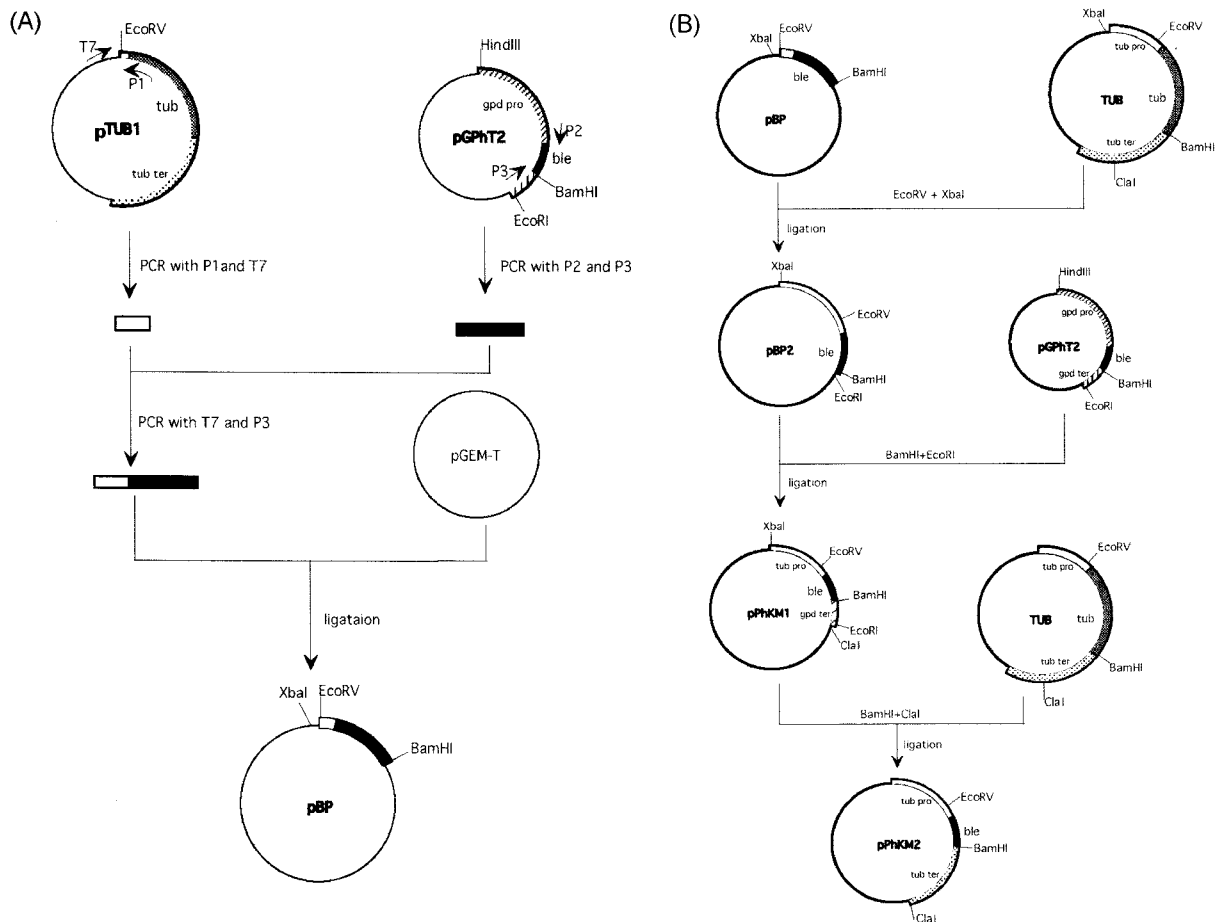 (A)
EcoRV
T7
P1
tub
pTUB1
tub ter
HindIII
gpd pro
pGPhT2
P2
ble
P3
BamHI
EcoRI
PCR with P1and T7
PCR with P2 and P3
PCR with T7 and P3
pGEM-T
ligataion
XbaI
EcoRV
BamHI
pBP
(B)
XbaI
EcoRV
ble
BamHI
pBP
XbaI
EcoRV
tub pro
TUB
tub
tub ter
BamHI
ClaI
EcoRV + XbaI
ligation
XbaI
EcoRV
pBP2
ble
BamHI
EcoRI
HindIII
gpd pro
pGPhT2
ble
gpd ter
BamHI
EcoRI
BamHI+EcoRI
ligation
XbaI
EcoRV
tub pro
ble
BamHI
pPhKM1
gpd ter
EcoRI
ClaI
EcoRV
tub pro
TUB
tub
tub ter
BamHI
ClaI
BamHI+ClaI
ligation
tub pro
EcoRV
ble
pPhKM2
BamHI
tub ter
ClaI